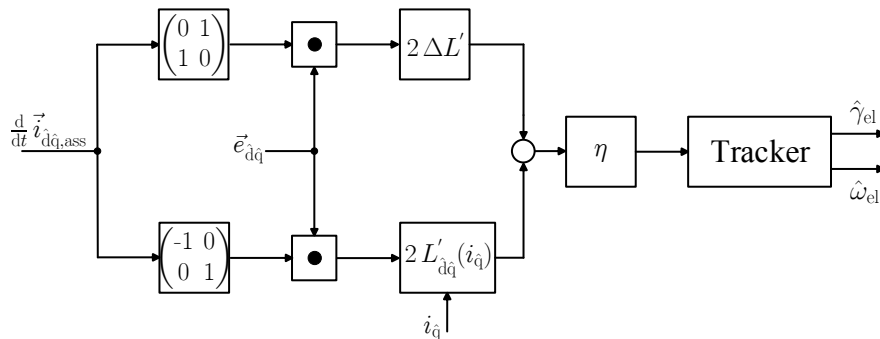 (0 1
1 0)
2 ΔL′
d/dt i⃗_d̂q̂,ass
e⃗_d̂q̂
η
Tracker
γ̂_el
ω̂_el
(-1 0
0 1)
2 L′_d̂q̂(i_q̂)
i_q̂